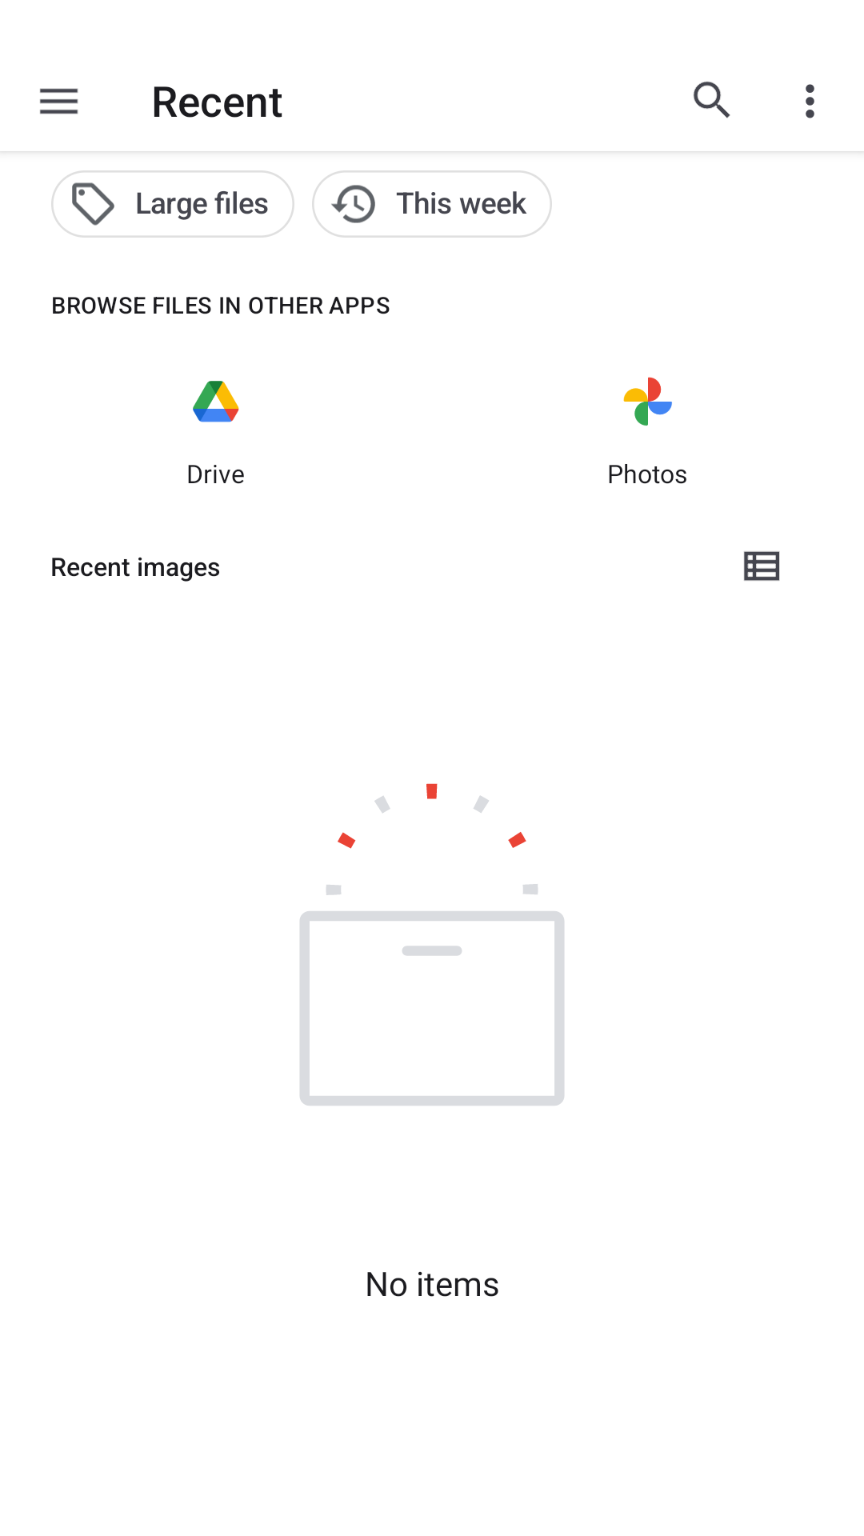 Recent
Large files
This week
BROWSE FILES IN OTHER APPS
Drive
Photos
Recent images
No items